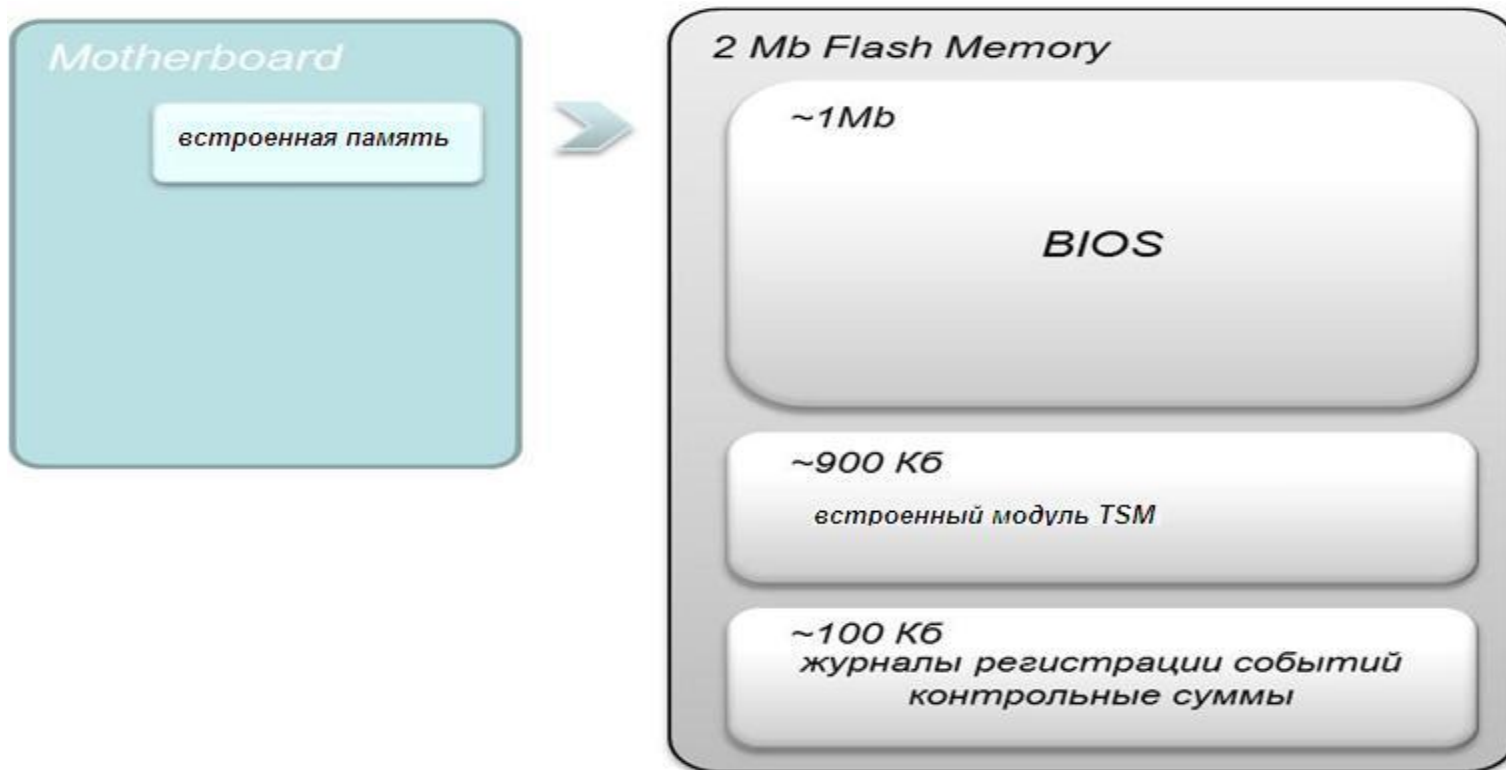 Motherboard
встроенная память
2 Mb Flash Memory
~1Mb
BIOS
~900 Кб
встроенный модуль TSM
~100 Кб
журналы регистрации событий
контрольные суммы